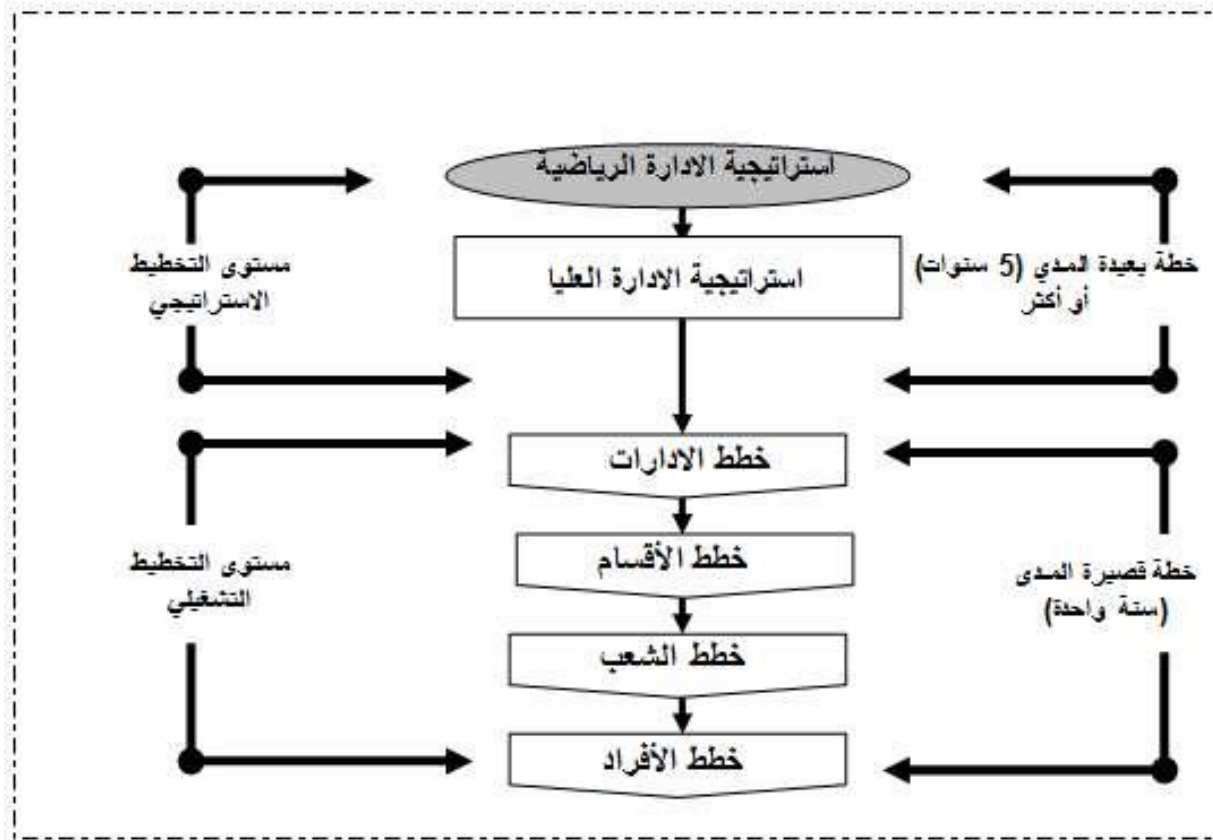 استراتيجية الادارة الرياضية
استراتيجية الادارة العليا
خطة بعيدة المدي (5 سنوات)
أو أكثر
مستوى التخطيط
الاستراتيجي
خطط الادارات
خطط الأقسام
خطط الشعب
خطط الأفراد
خطة قصيرة المدى
(سنة واحدة)
مستوى التخطيط
التشغيلي